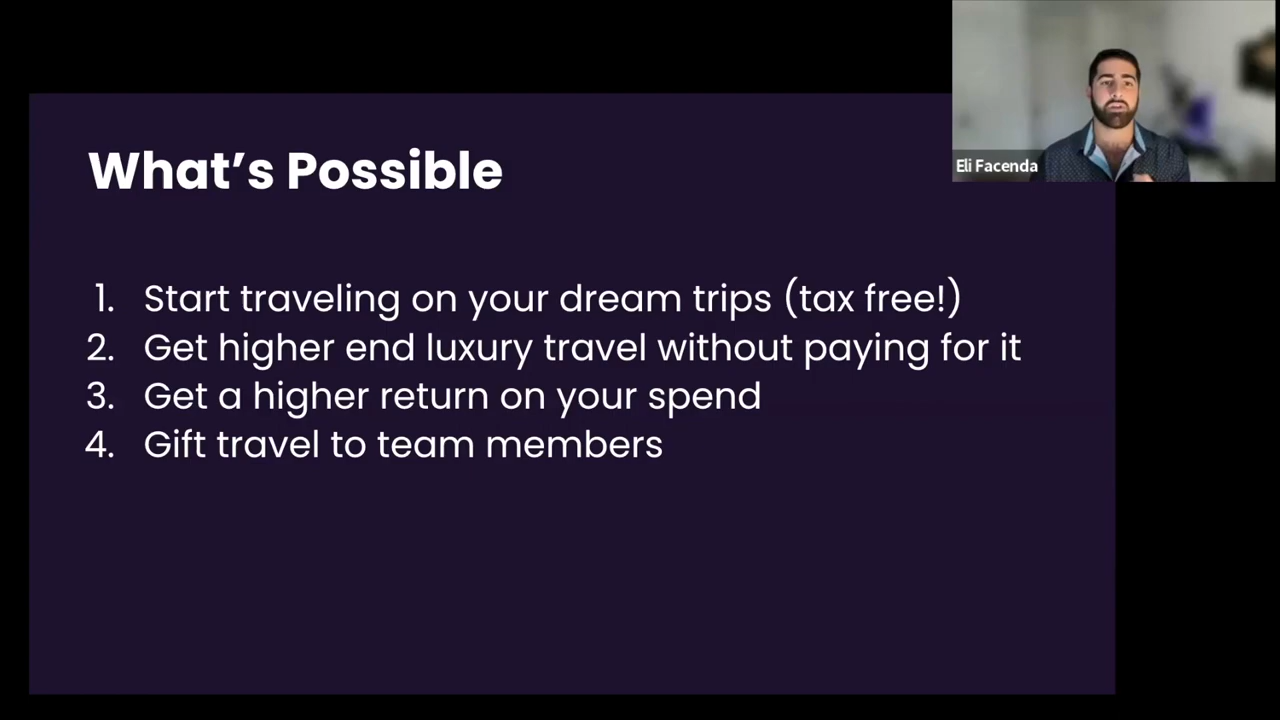 What’s Possible
1. Start traveling on your dream trips (tax free!)
2. Get higher end luxury travel without paying for it
3. Get a higher return on your spend
4. Gift travel to team members
Eli Facenda